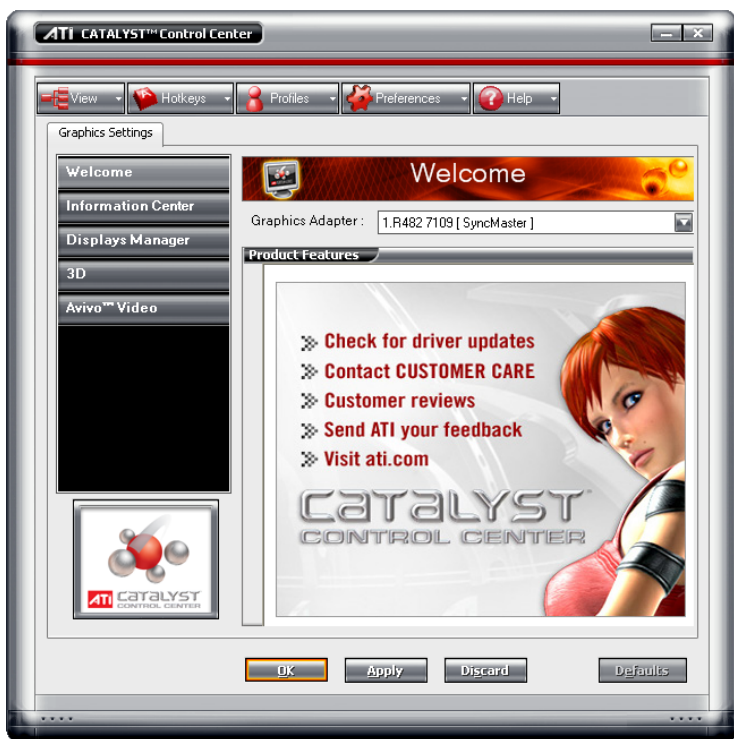 ATI CATALYST™ Control Center
View
Hotkeys
Profiles
Preferences
Help
Graphics Settings
Welcome
Information Center
Displays Manager
3D
Avivo™ Video
Welcome
Graphics Adapter :
1.R482 7109 [ SyncMaster ]
Product Features
Check for driver updates
Contact CUSTOMER CARE
Customer reviews
Send ATI your feedback
Visit ati.com
CATALYST™
CONTROL CENTER
ATI CATALYST
CONTROL CENTER
OK
Apply
Discard
Defaults